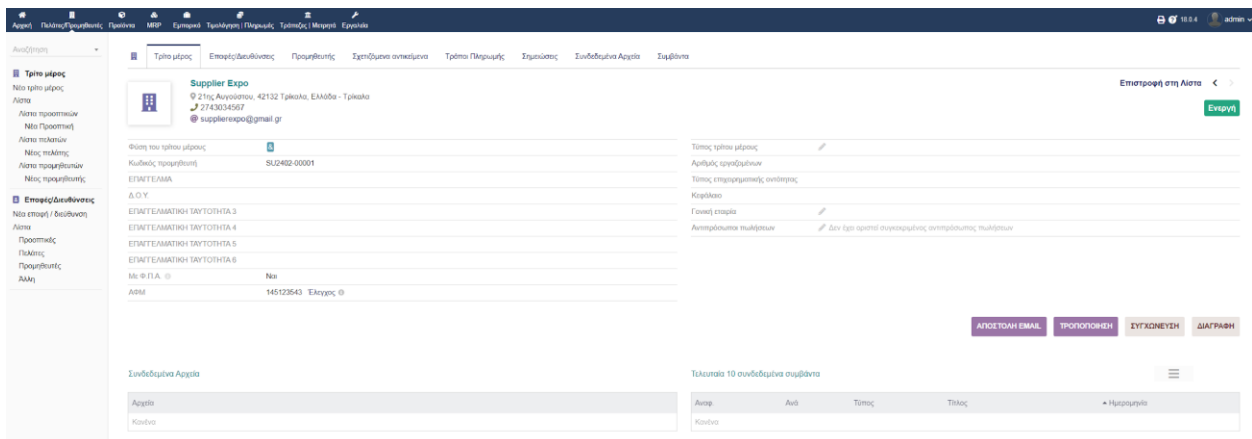 Αρχική Πελάτες/Προμηθευτές Προϊόντα MRP Εμπορικό Τιμολόγηση | Πληρωμές Τράπεζες | Μετρητά Εργαλεία
18.0.4 admin
Αναζήτηση
Τρίτο μέρος
Νέο τρίτο μέρος
Λίστα
Λίστα προοπτικών
Νέα Προοπτική
Λίστα πελατών
Νέος πελάτης
Λίστα προμηθευτών
Νέος προμηθευτής
Επαφές/Διευθύνσεις
Νέα επαφή / διεύθυνση
Λίστα
Προοπτικές
Πελάτες
Προμηθευτές
Άλλη
Τρίτο μέρος Επαφές/Διευθύνσεις Προμηθευτής Σχετιζόμενα αντικείμενα Τρόποι Πληρωμής Σημειώσεις Συνδεδεμένα Αρχεία Συμβάντα
Supplier Expo
21ης Αυγούστου, 42132 Τρίκαλα, Ελλάδα - Τρίκαλα
2743034567
supplierexpo@gmail.gr
Επιστροφή στη Λίστα
Ενεργή
Φύση του τρίτου μέρους
Κωδικός προμηθευτή SU2402-00001
ΕΠΑΓΓΕΛΜΑ
Δ.Ο.Υ.
ΕΠΑΓΓΕΛΜΑΤΙΚΗ ΤΑΥΤΟΤΗΤΑ 3
ΕΠΑΓΓΕΛΜΑΤΙΚΗ ΤΑΥΤΟΤΗΤΑ 4
ΕΠΑΓΓΕΛΜΑΤΙΚΗ ΤΑΥΤΟΤΗΤΑ 5
ΕΠΑΓΓΕΛΜΑΤΙΚΗ ΤΑΥΤΟΤΗΤΑ 6
Με Φ.Π.Α. Ναι
ΑΦΜ 145123543 Έλεγχος
Τύπος τρίτου μέρους
Αριθμός εργαζομένων
Τύπος επιχειρηματικής οντότητας
Κεφάλαιο
Γονική εταιρία
Αντιπρόσωποι πωλήσεων Δεν έχει οριστεί συγκεκριμένος αντιπρόσωπος πωλήσεων
ΑΠΟΣΤΟΛΗ EMAIL ΤΡΟΠΟΠΟΙΗΣΗ ΣΥΓΧΩΝΕΥΣΗ ΔΙΑΓΡΑΦΗ
Συνδεδεμένα Αρχεία
Αρχεία
Κανένα
Τελευταία 10 συνδεδεμένα συμβάντα
Αναφ. Από Τύπος Τίτλος Ημερομηνία
Κανένα